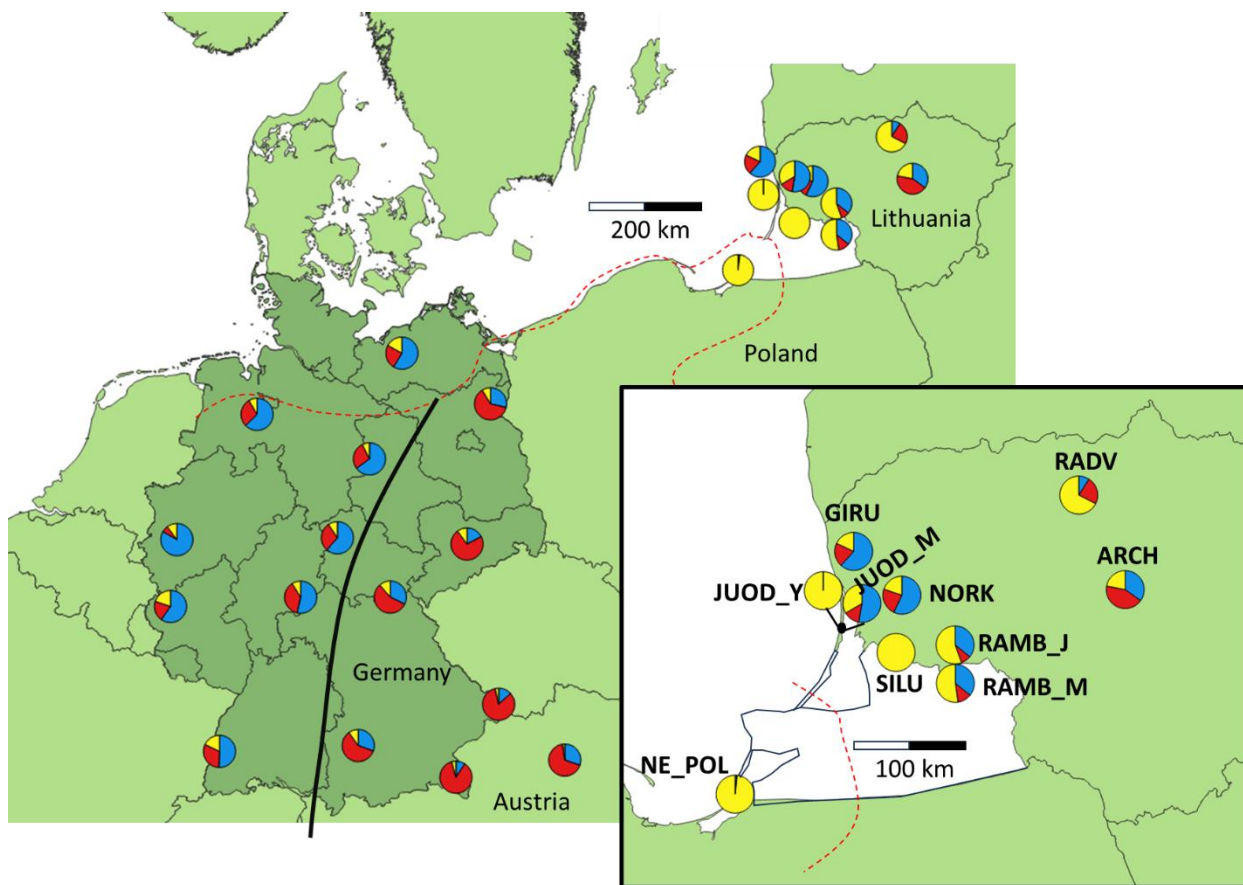 200 km
Lithuania
Poland
Germany
Austria
RADV
GIRU
ARCH
JUOD_M
JUOD_Y
NORK
RAMB_J
SILU
RAMB_M
100 km
NE_POL